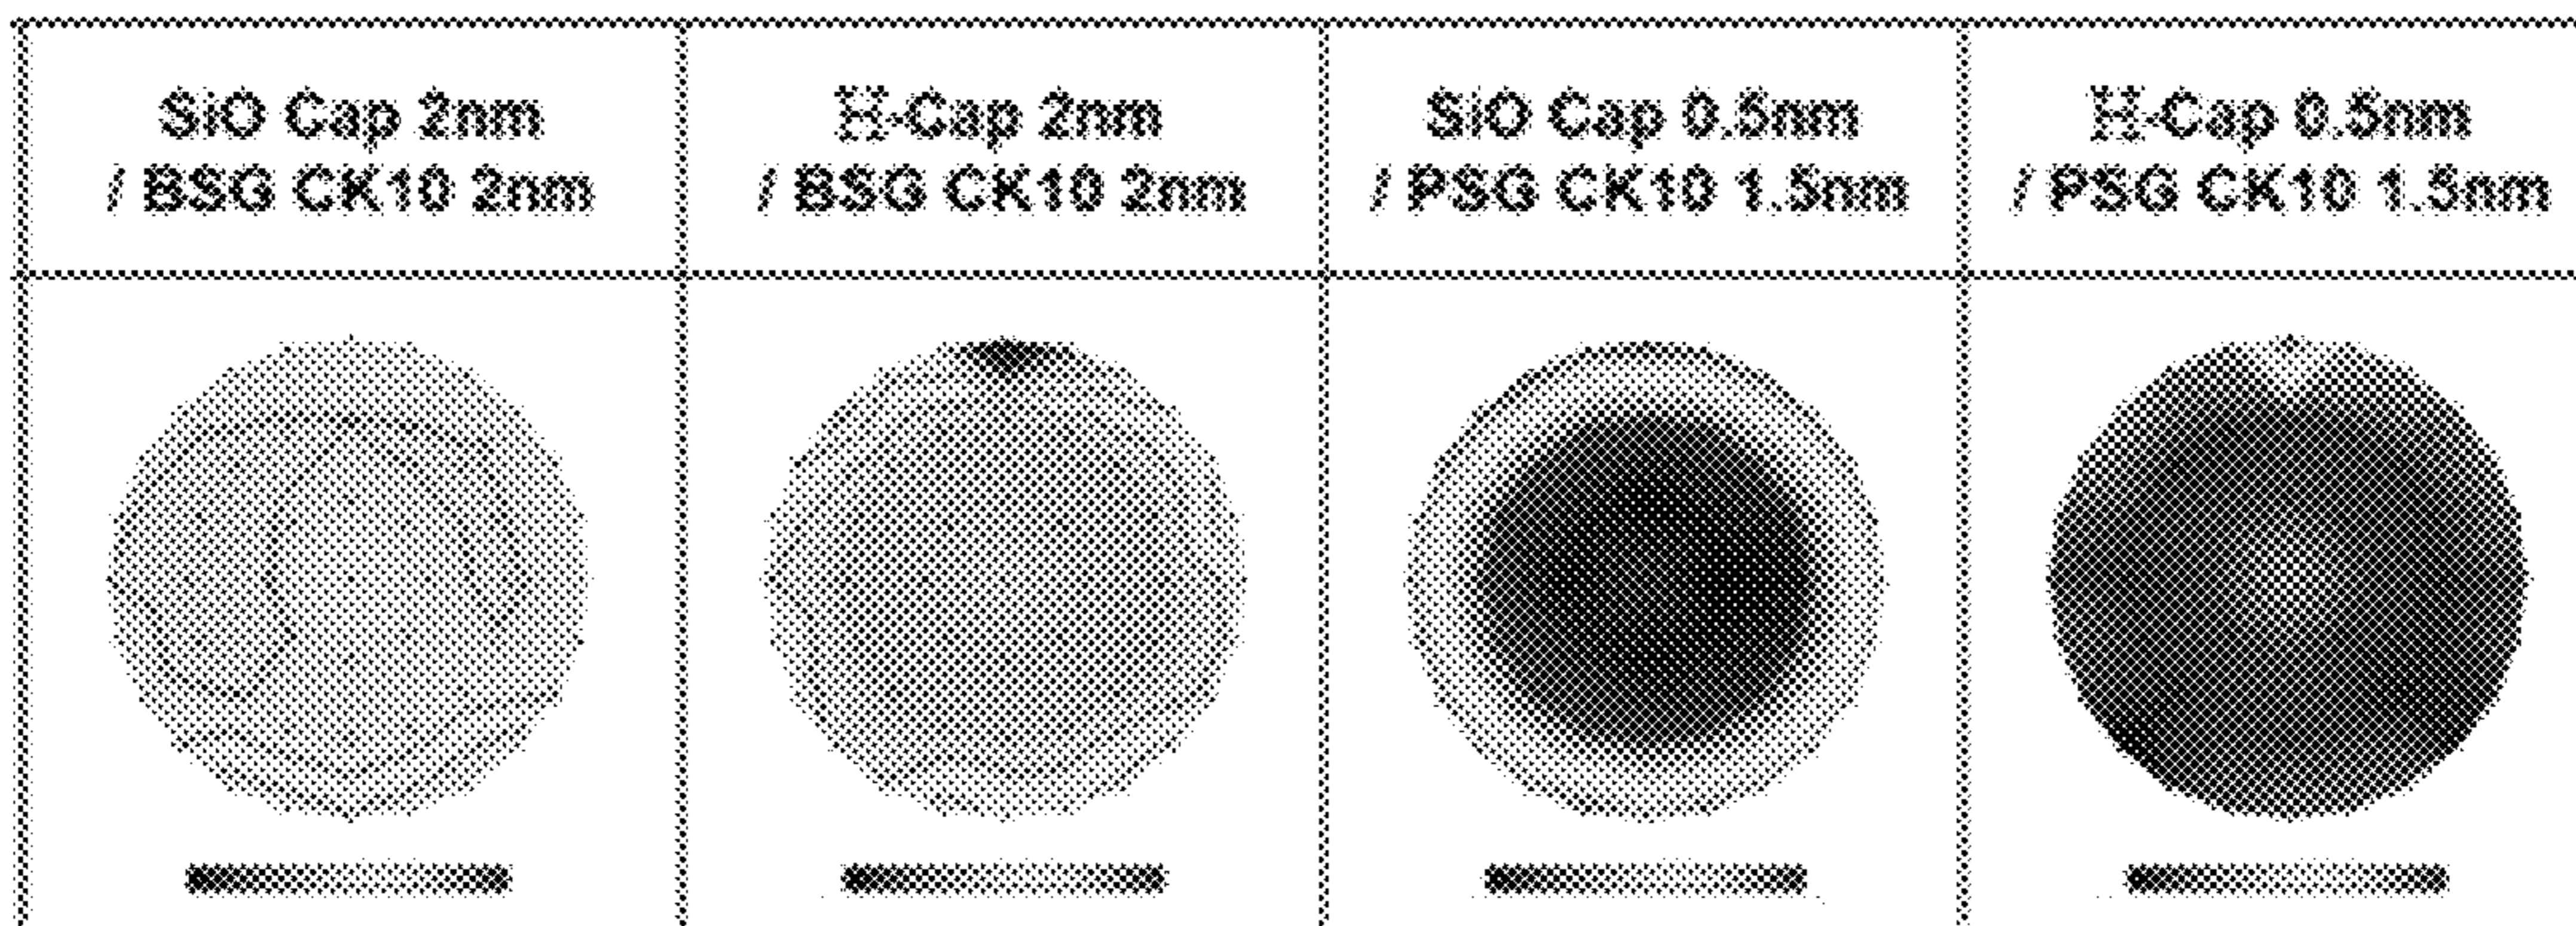 SiO Cap 2nm
/ BSG CK10 2nm
H-Cap 2nm
/ BSG CK10 2nm
SiO Cap 0.5nm
/ PSG CK10 1.5nm
H-Cap 0.5nm
/ PSG CK10 1.5nm